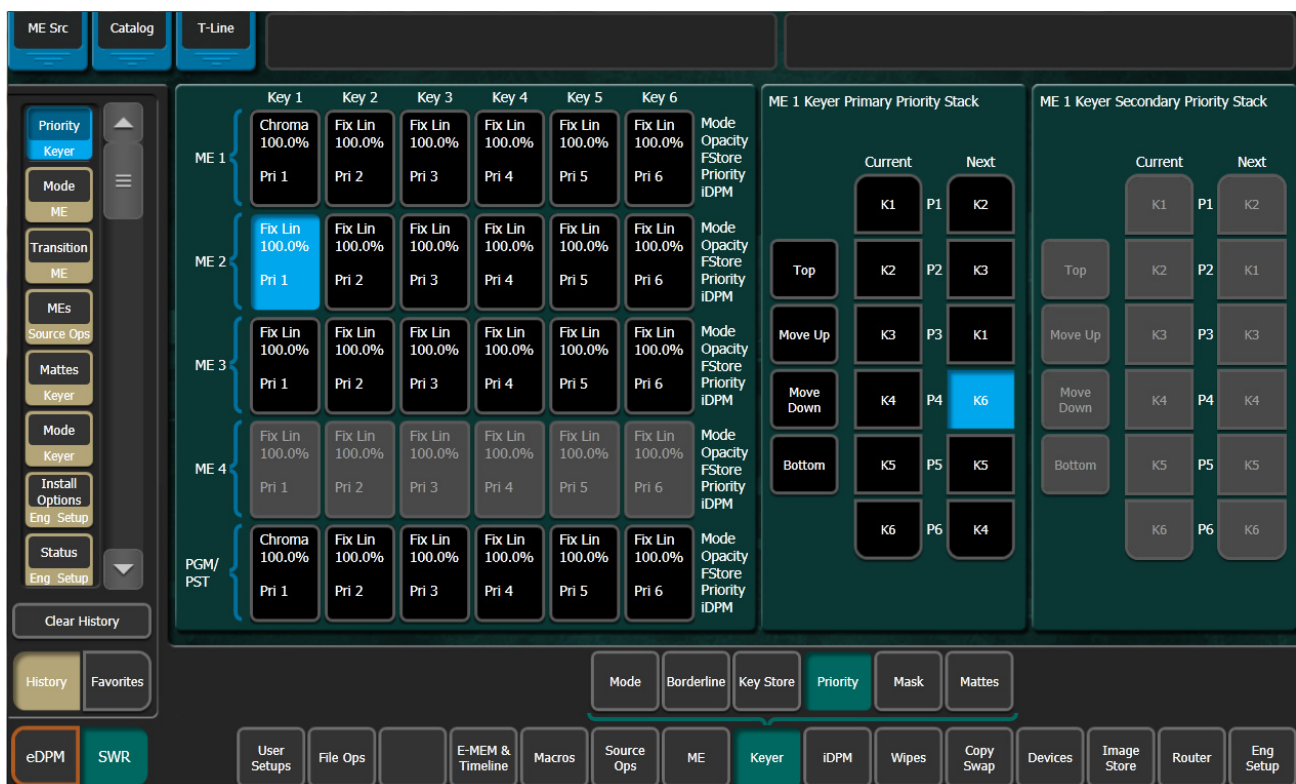 ME Src
Catalog
T-Line
Priority
Keyer
Mode
ME
Transition
ME
MEs
Source Ops
Mattes
Keyer
Mode
Keyer
Install
Options
Eng Setup
Status
Eng Setup
Clear History
History
Favorites
eDPM
SWR
Key 1 Key 2 Key 3 Key 4 Key 5 Key 6
ME 1
Chroma Fix Lin Fix Lin Fix Lin Fix Lin Fix Lin Mode
100.0% 100.0% 100.0% 100.0% 100.0% 100.0% Opacity
FStore
Pri 1 Pri 2 Pri 3 Pri 4 Pri 5 Pri 6 Priority
iDPM
ME 2
Fix Lin Fix Lin Fix Lin Fix Lin Fix Lin Fix Lin Mode
100.0% 100.0% 100.0% 100.0% 100.0% 100.0% Opacity
FStore
Pri 1 Pri 2 Pri 3 Pri 4 Pri 5 Pri 6 Priority
iDPM
ME 3
Fix Lin Fix Lin Fix Lin Fix Lin Fix Lin Fix Lin Mode
100.0% 100.0% 100.0% 100.0% 100.0% 100.0% Opacity
FStore
Pri 1 Pri 2 Pri 3 Pri 4 Pri 5 Pri 6 Priority
iDPM
ME 4
Fix Lin Fix Lin Fix Lin Fix Lin Fix Lin Fix Lin Mode
100.0% 100.0% 100.0% 100.0% 100.0% 100.0% Opacity
FStore
Pri 1 Pri 2 Pri 3 Pri 4 Pri 5 Pri 6 Priority
iDPM
PGM/
PST
Chroma Fix Lin Fix Lin Fix Lin Fix Lin Fix Lin Mode
100.0% 100.0% 100.0% 100.0% 100.0% 100.0% Opacity
FStore
Pri 1 Pri 2 Pri 3 Pri 4 Pri 5 Pri 6 Priority
iDPM
ME 1 Keyer Primary Priority Stack
Current Next
K1 P1 K2
Top K2 P2 K3
Move Up K3 P3 K1
Move
Down K4 P4 K6
Bottom K5 P5 K5
K6 P6 K4
ME 1 Keyer Secondary Priority Stack
Current Next
K1 P1 K2
Top K2 P2 K1
Move Up K3 P3 K3
Move
Down K4 P4 K4
Bottom K5 P5 K5
K6 P6 K6
Mode
Borderline
Key Store
Priority
Mask
Mattes
User
Setups
File Ops
E-MEM &
Timeline
Macros
Source
Ops
ME
Keyer
iDPM
Wipes
Copy
Swap
Devices
Image
Store
Router
Eng
Setup